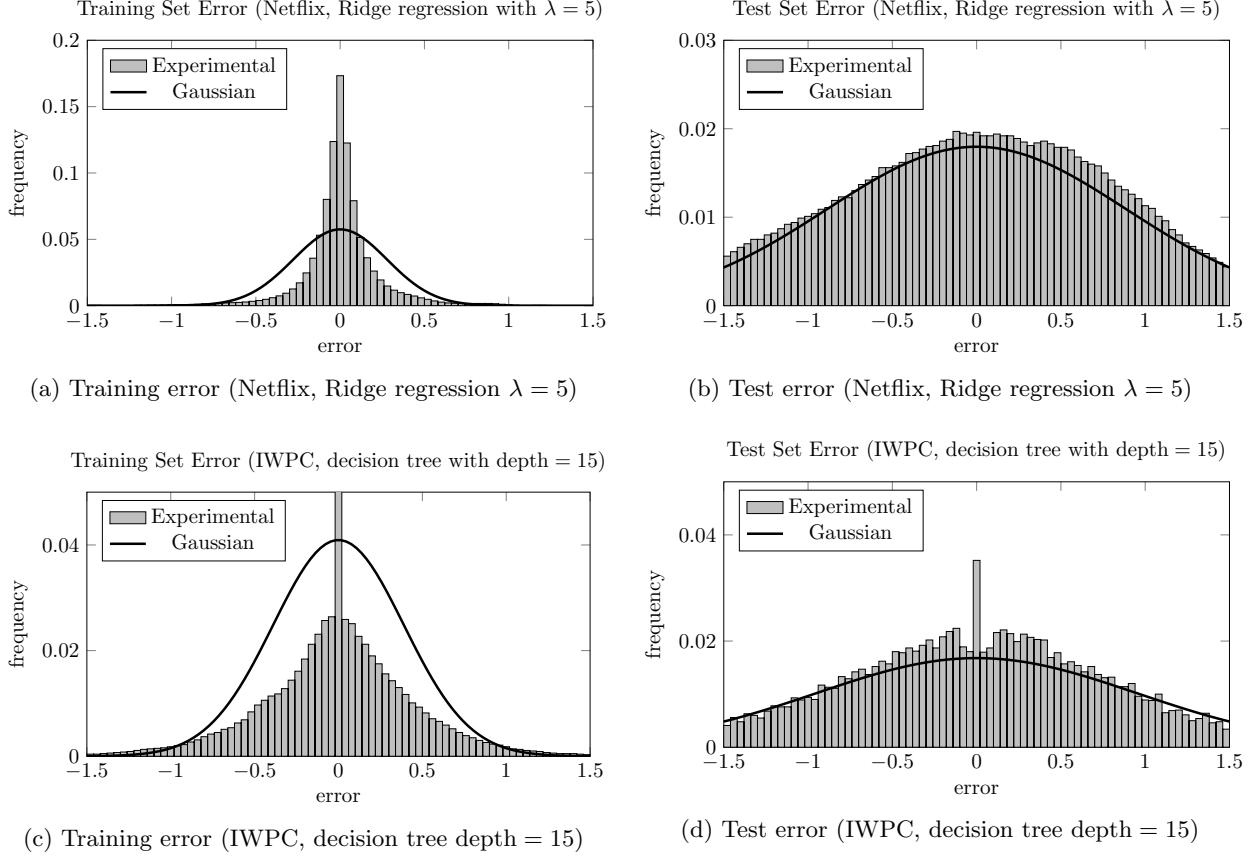 Training Set Error (Netflix, Ridge regression with λ = 5)
0.2
0.15
0.1
0.05
0
frequency
Experimental
Gaussian
−1.5 −1 −0.5 0 0.5 1 1.5
error
(a) Training error (Netflix, Ridge regression λ = 5)
Test Set Error (Netflix, Ridge regression with λ = 5)
0.03
0.02
0.01
0
frequency
Experimental
Gaussian
−1.5 −1 −0.5 0 0.5 1 1.5
error
(b) Test error (Netflix, Ridge regression λ = 5)
Training Set Error (IWPC, decision tree with depth = 15)
0.04
0.02
0
frequency
Experimental
Gaussian
−1.5 −1 −0.5 0 0.5 1 1.5
error
(c) Training error (IWPC, decision tree depth = 15)
Test Set Error (IWPC, decision tree with depth = 15)
0.04
0.02
0
frequency
Experimental
Gaussian
−1.5 −1 −0.5 0 0.5 1 1.5
error
(d) Test error (IWPC, decision tree depth = 15)